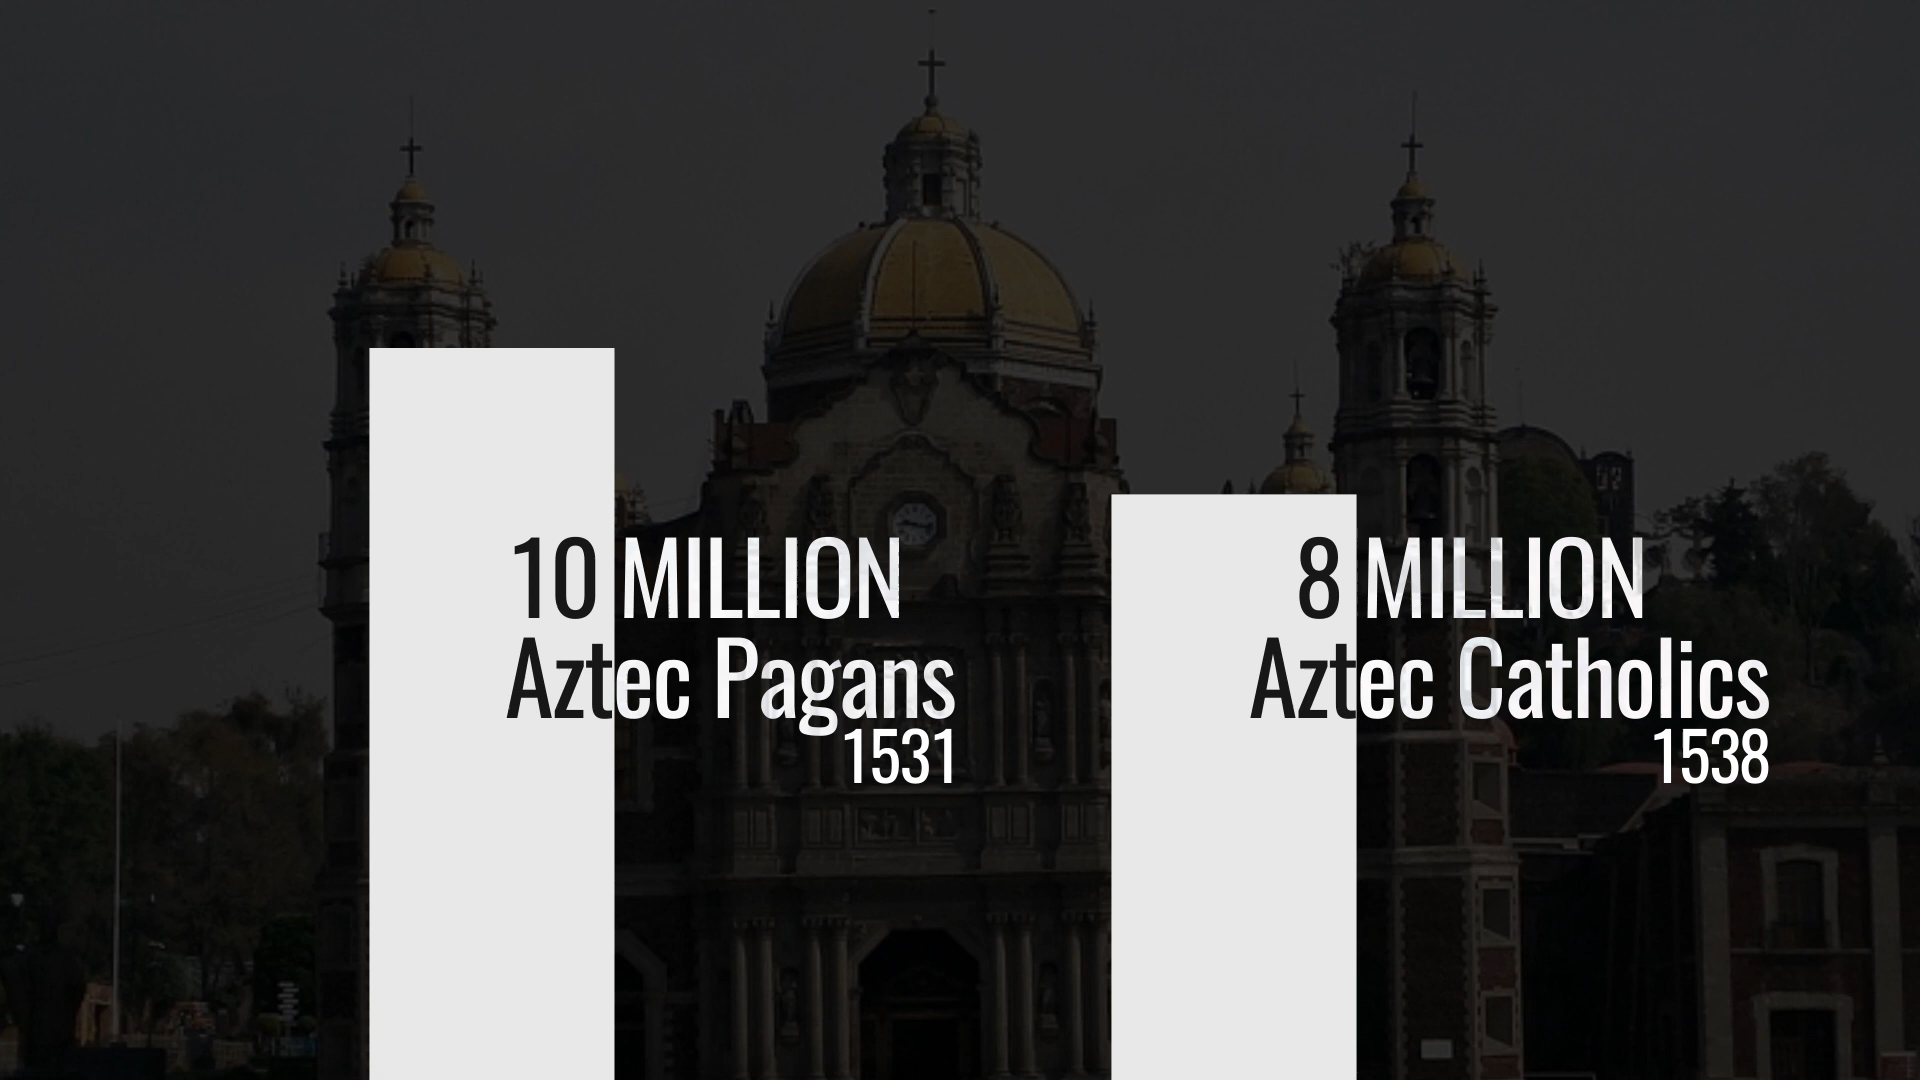 10 MILLION
Aztec Pagans
1531
8 MILLION
Aztec Catholics
1538